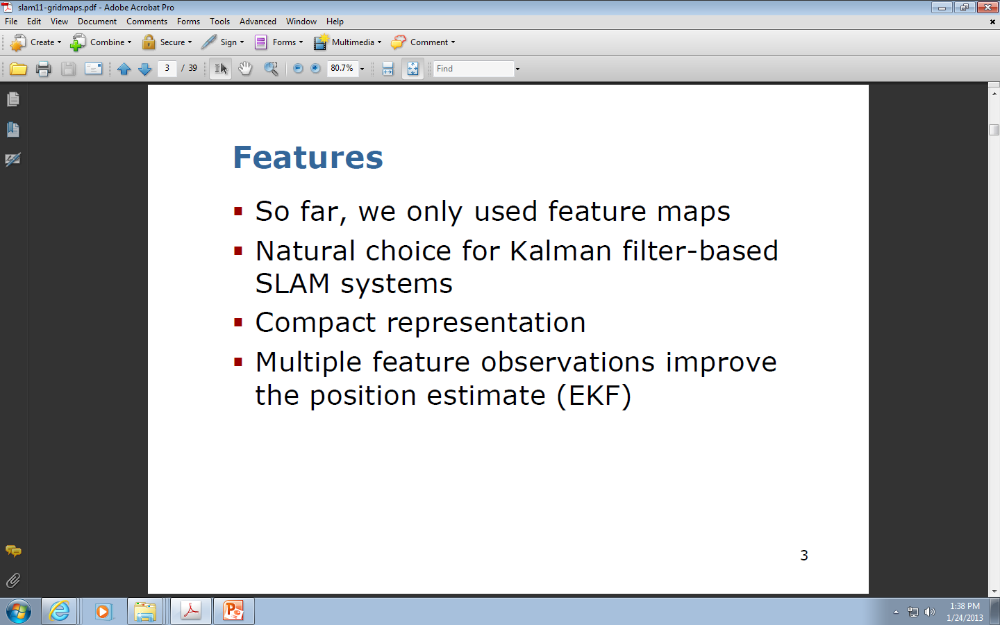 slam11-gridmaps.pdf - Adobe Acrobat Pro
File Edit View Document Comments Forms Tools Advanced Window Help
Create Combine Secure Sign Forms Multimedia Comment
3 / 39 80.7% Find
Features
So far, we only used feature maps
Natural choice for Kalman filter-based
SLAM systems
Compact representation
Multiple feature observations improve
the position estimate (EKF)
3
1:38 PM
1/24/2013